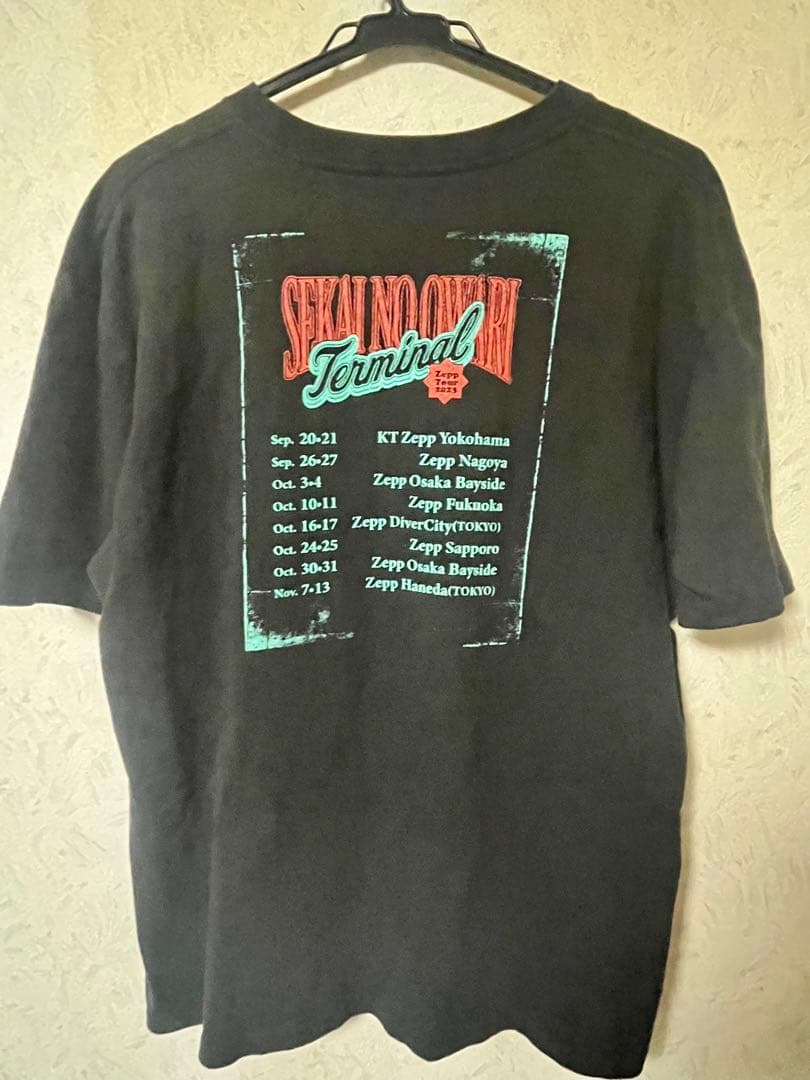 SEKAI NO OWARI
Terminal
Zepp
Tour
2023
Sep. 20•21 KT Zepp Yokohama
Sep. 26•27 Zepp Nagoya
Oct. 3•4 Zepp Osaka Bayside
Oct. 10•11 Zepp Fukuoka
Oct. 16•17 Zepp DiverCity(TOKYO)
Oct. 24•25 Zepp Sapporo
Oct. 30•31 Zepp Osaka Bayside
Nov. 7•13 Zepp Haneda(TOKYO)